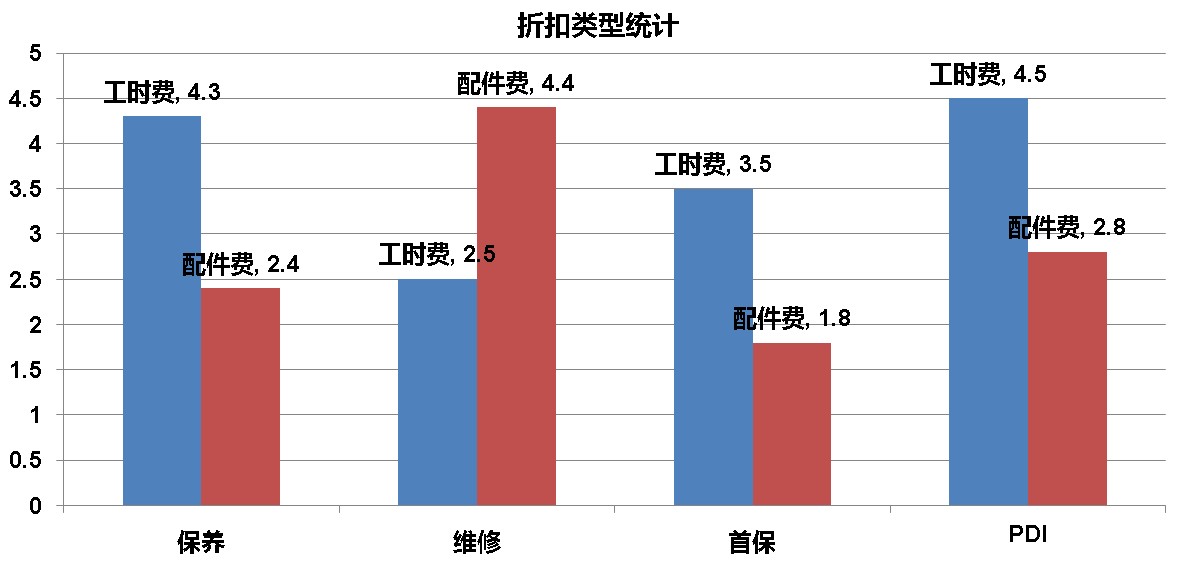 折扣类型统计
5
4.5
4
3.5
3
2.5
2
1.5
1
0.5
0
工时费, 4.3
配件费, 2.4
工时费, 2.5
配件费, 4.4
工时费, 3.5
配件费, 1.8
工时费, 4.5
配件费, 2.8
保养
维修
首保
PDI